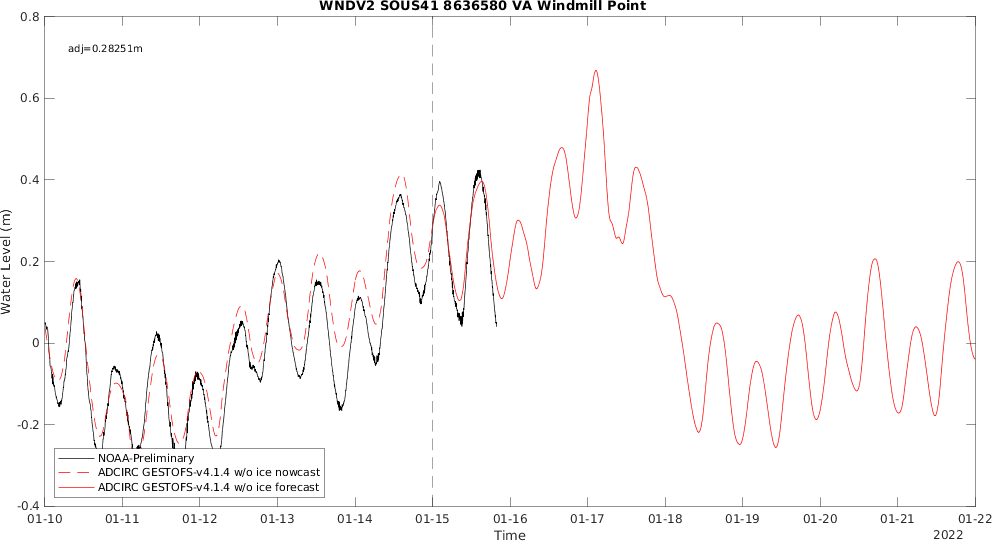 WNDV2 SOUS41 8636580 VA Windmill Point
adj=0.28251m
Water Level (m)
0.8
0.6
0.4
0.2
0
-0.2
-0.4
NOAA-Preliminary
ADCIRC GESTOFS-v4.1.4 w/o ice nowcast
ADCIRC GESTOFS-v4.1.4 w/o ice forecast
01-10 01-11 01-12 01-13 01-14 01-15 01-16 01-17 01-18 01-19 01-20 01-21 01-22
Time
2022